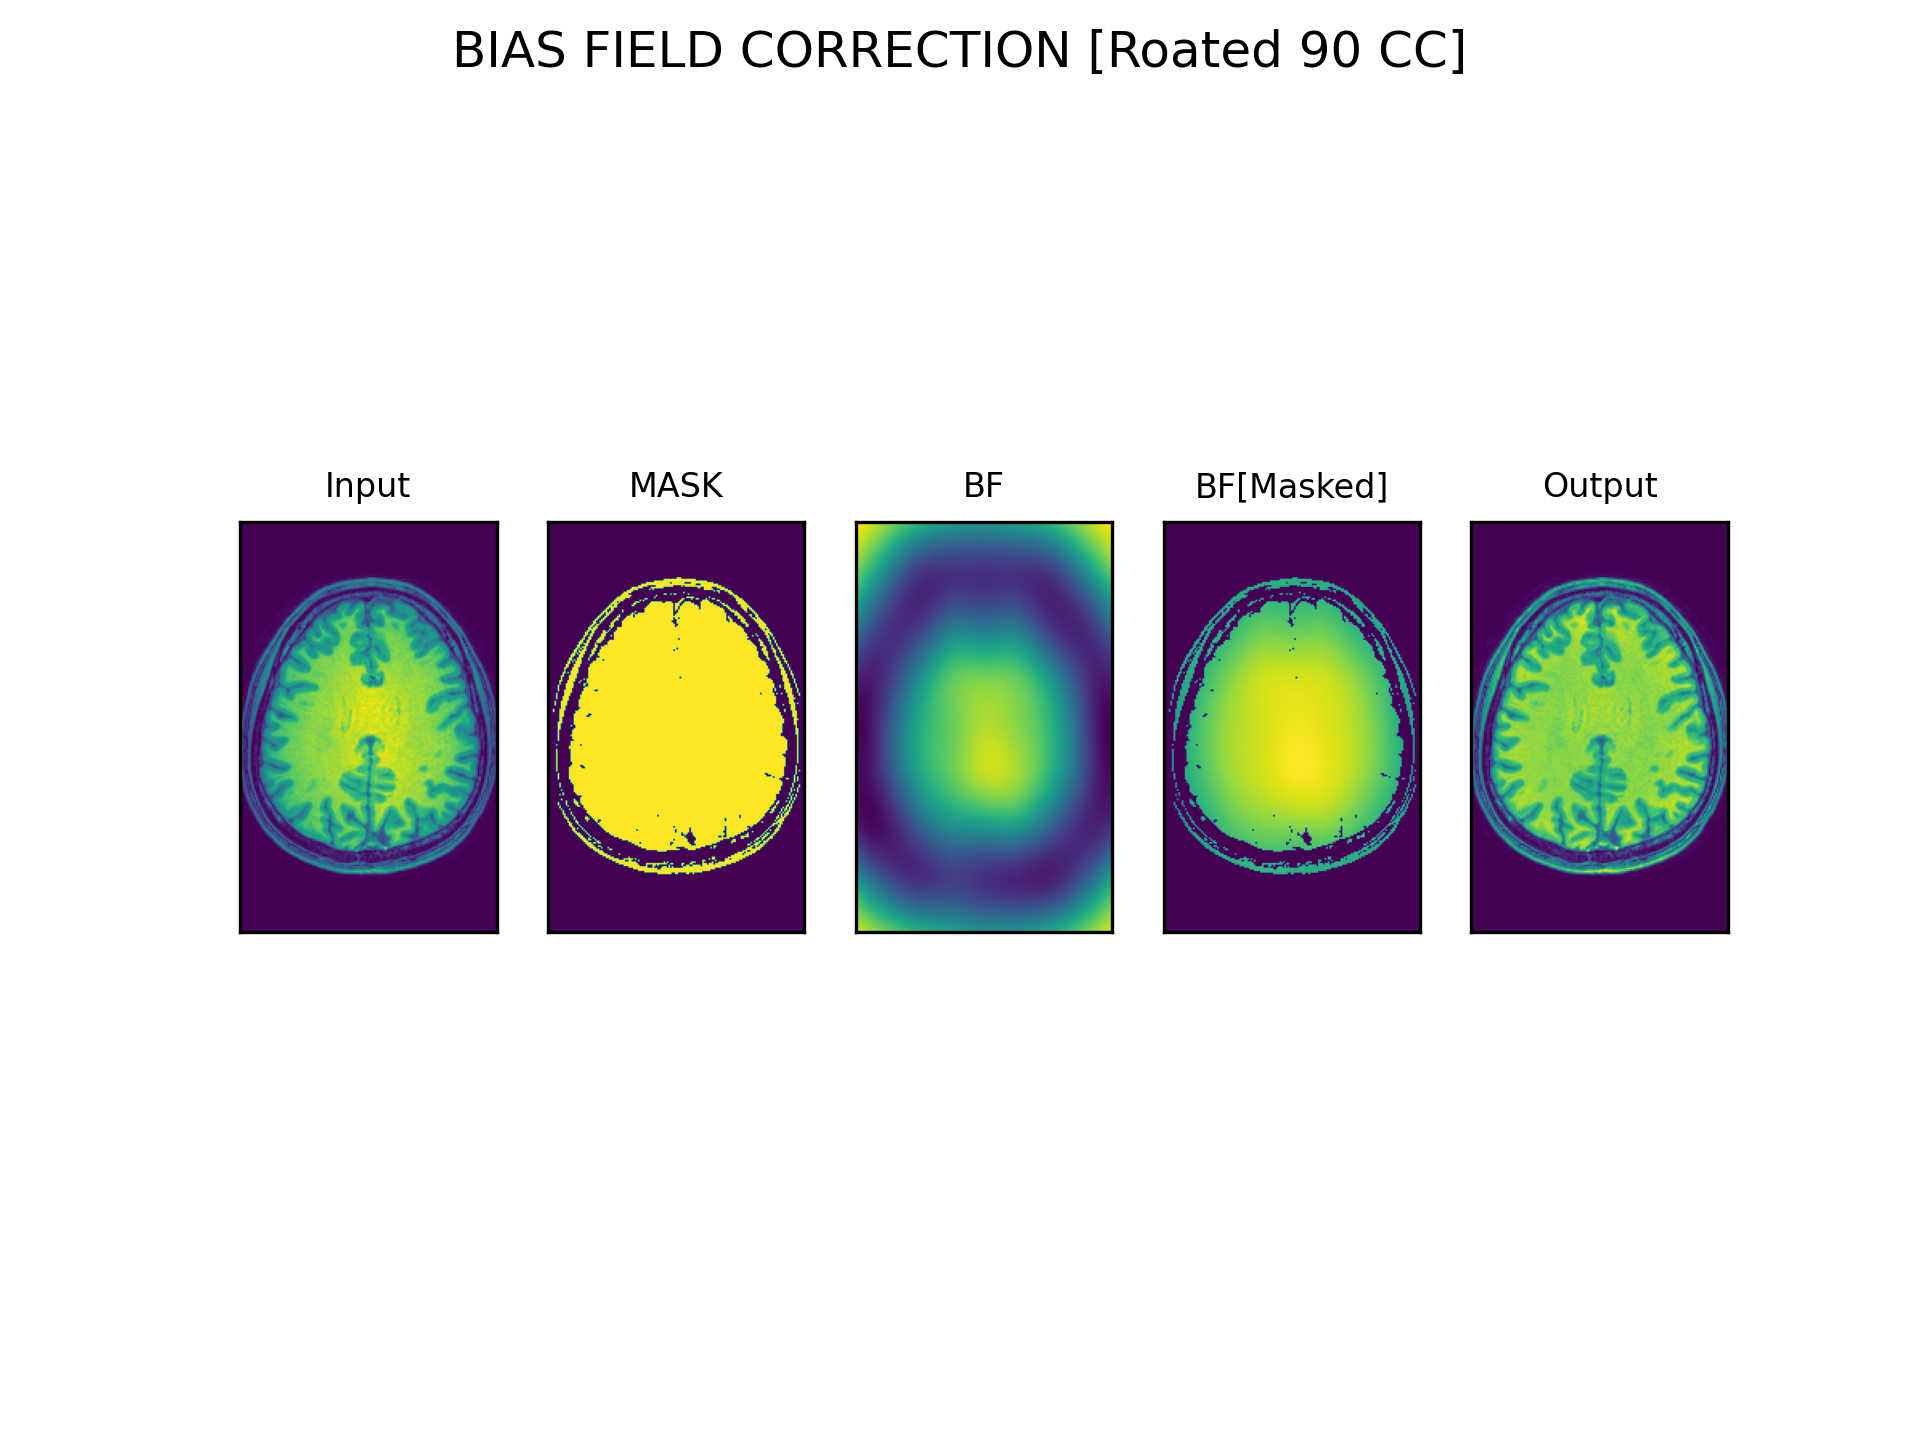 BIAS FIELD CORRECTION [Roated 90 CC]
Input
MASK
BF
BF[Masked]
Output